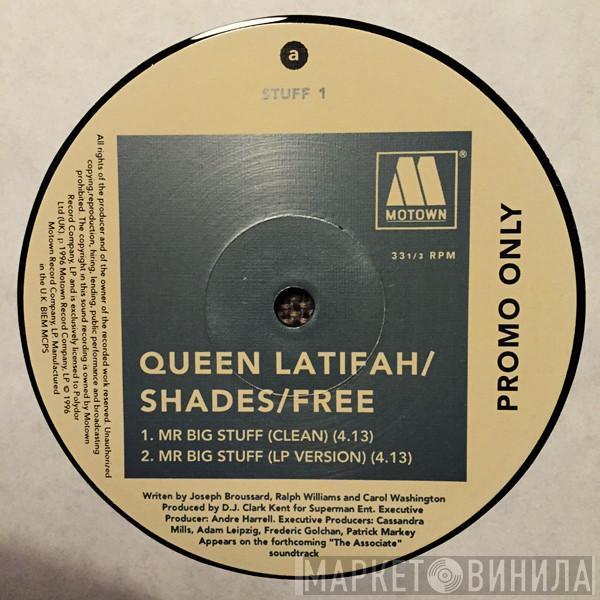 a
STUFF 1
MOTOWN
®
33 1/3 RPM
PROMO ONLY
QUEEN LATIFAH/
SHADES/FREE
1. MR BIG STUFF (CLEAN) (4.13)
2. MR BIG STUFF (LP VERSION) (4.13)
Writen by Joseph Broussard, Ralph Williams and Carol Washington
Produced by D.J. Clark Kent for Superman Ent. Executive
Producer: Andre Harrell. Executive Producers: Cassandra
Mills, Adam Leipzig, Frederic Golchan, Patrick Markey
Appears on the forthcoming "The Associate"
soundtrack
All rights of the producer and of the owner of the recorded work reserved. Unauthorized
copying,reproduction, hiring, lending, public performance and broadcasting
prohibited. The copyright in this sound recording is owned by Motown
Record Company, LP and is exclusively licensed to Polydor
Ltd (UK). p 1996 Motown Record Company, LP © 1996
Motown Record Company, LP. Manufactured
in the U.K. BIEM MCPS
МАРКЕТ ВИНИЛА